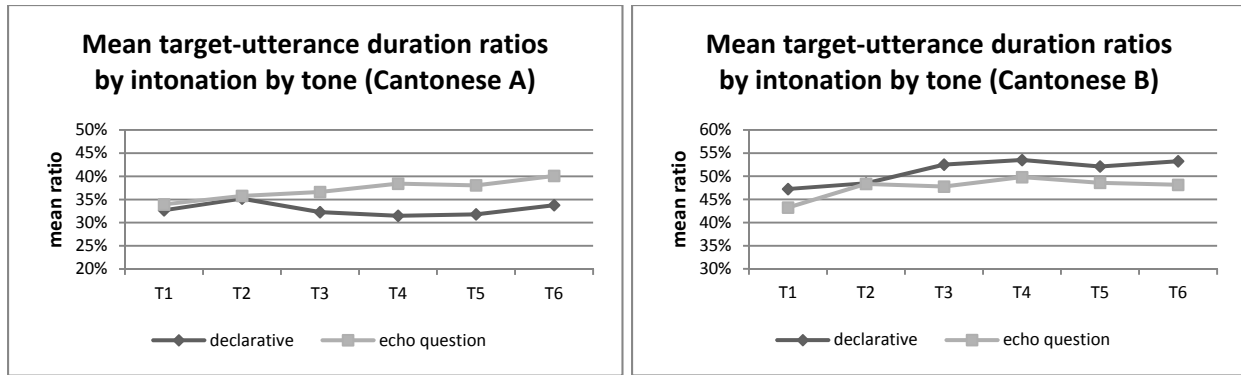 Mean target-utterance duration ratios
by intonation by tone (Cantonese A)
50%
45%
40%
35%
30%
25%
20%
mean ratio
T1 T2 T3 T4 T5 T6
declarative echo question
Mean target-utterance duration ratios
by intonation by tone (Cantonese B)
60%
55%
50%
45%
40%
35%
30%
mean ratio
T1 T2 T3 T4 T5 T6
declarative echo question